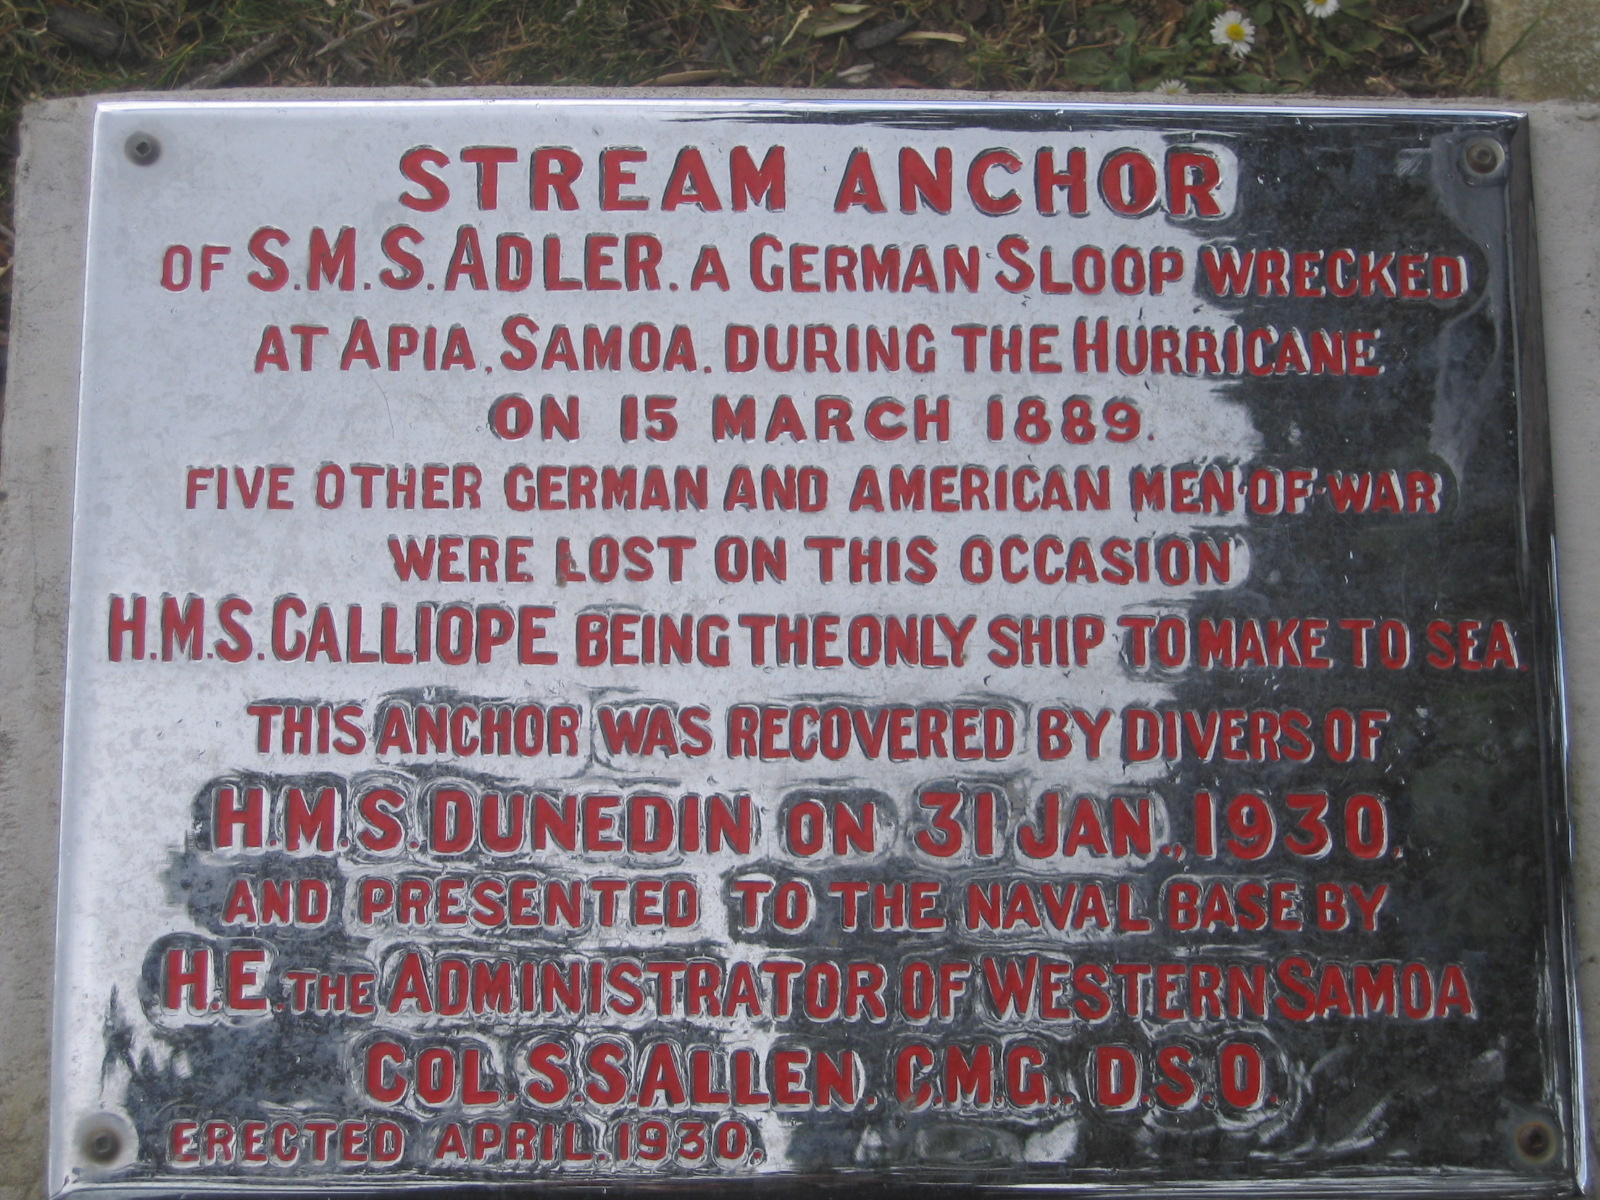 STREAM ANCHOR
OF S.M.S. ADLER. A GERMAN SLOOP WRECKED
AT APIA, SAMOA. DURING THE HURRICANE
ON 15 MARCH 1889.
FIVE OTHER GERMAN AND AMERICAN MEN-OF-WAR
WERE LOST ON THIS OCCASION
H.M.S. CALLIOPE BEING THE ONLY SHIP TO MAKE TO SEA.
THIS ANCHOR WAS RECOVERED BY DIVERS OF
H.M.S. DUNEDIN ON 31 JAN., 1930.
AND PRESENTED TO THE NAVAL BASE BY
H.E. THE ADMINISTRATOR OF WESTERN SAMOA
COL. S.S. ALLEN. C.M.G., D.S.O.
ERECTED APRIL, 1930.